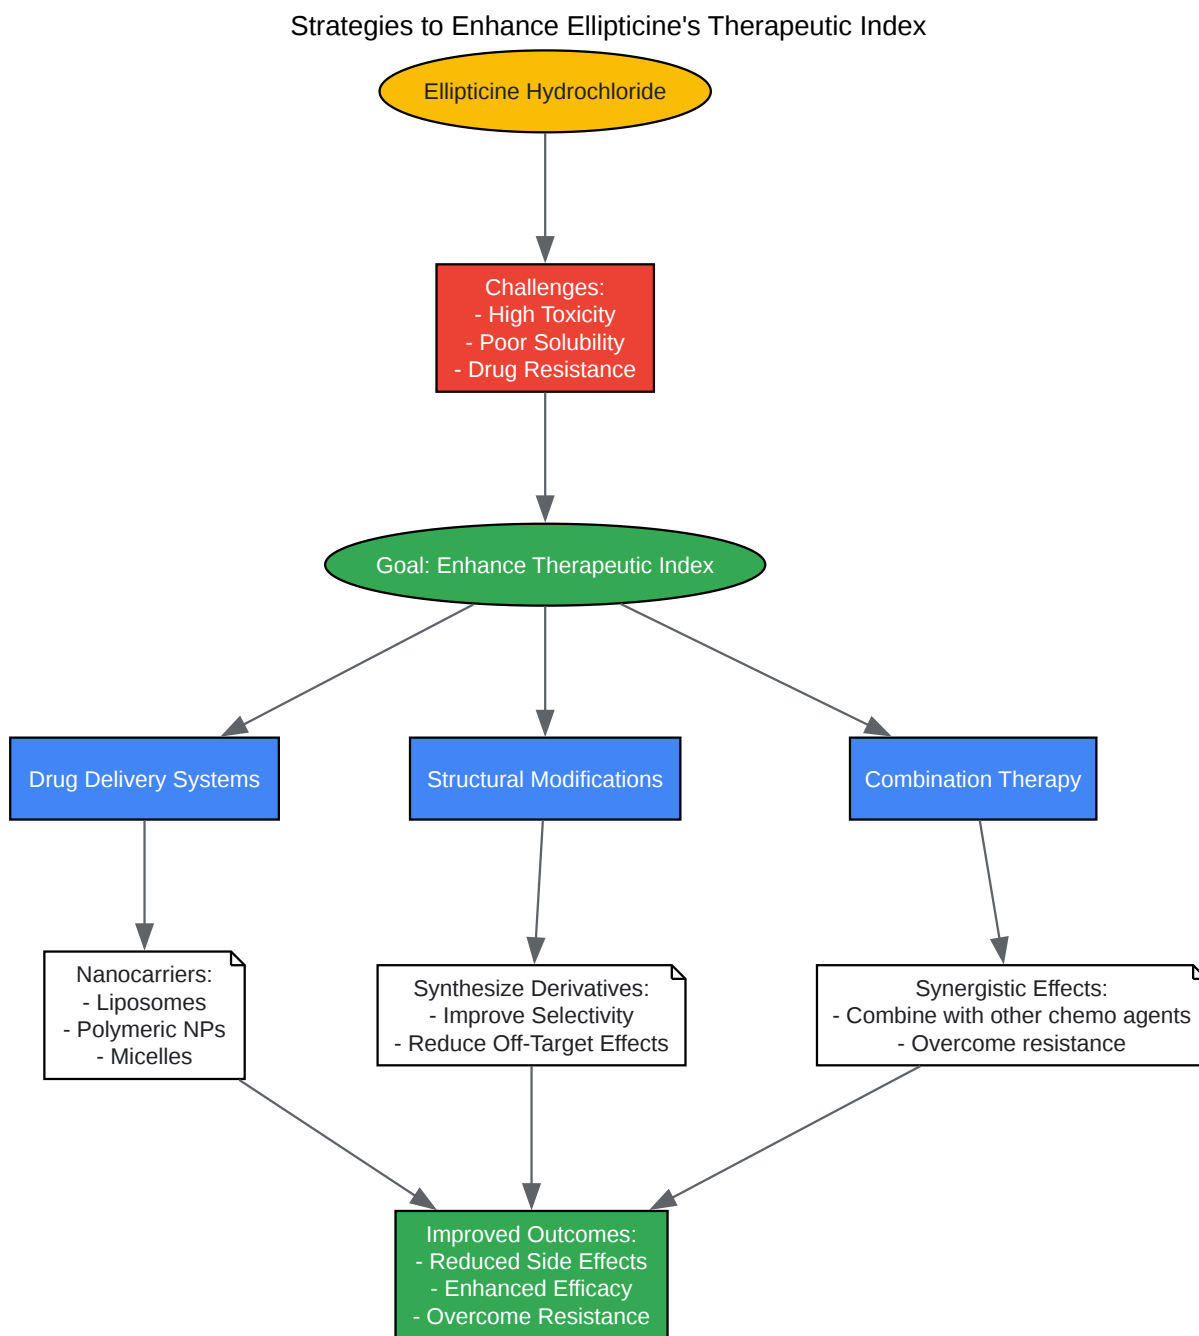 Strategies to Enhance Ellipticine's Therapeutic Index
Ellipticine Hydrochloride
Challenges:
- High Toxicity
- Poor Solubility
- Drug Resistance
Goal: Enhance Therapeutic Index
Drug Delivery Systems
Structural Modifications
Combination Therapy
Nanocarriers:
- Liposomes
- Polymeric NPs
- Micelles
Synthesize Derivatives:
- Improve Selectivity
- Reduce Off-Target Effects
Synergistic Effects:
- Combine with other chemo agents
- Overcome resistance
Improved Outcomes:
- Reduced Side Effects
- Enhanced Efficacy
- Overcome Resistance